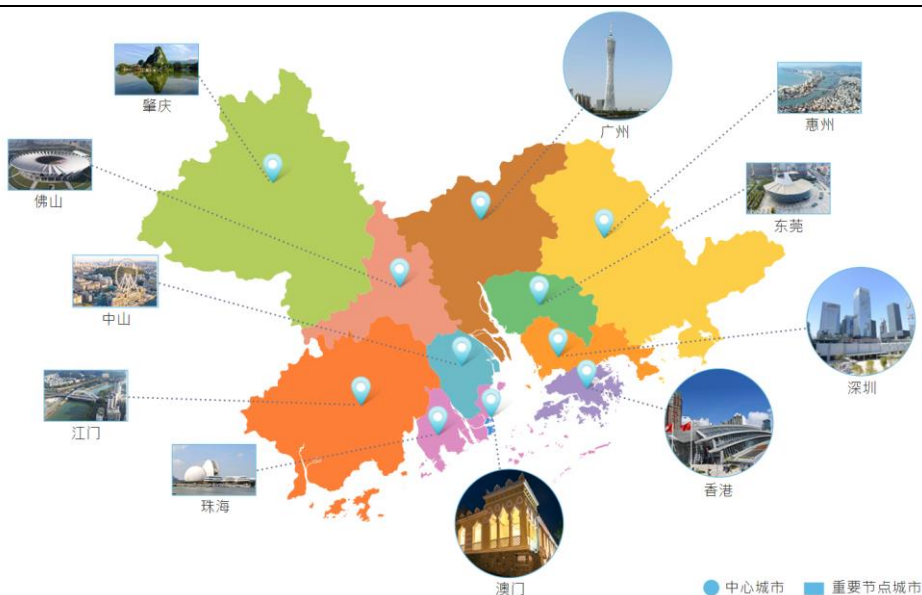 肇庆
广州
惠州
佛山
东莞
中山
深圳
江门
珠海
香港
澳门
中心城市
重要节点城市